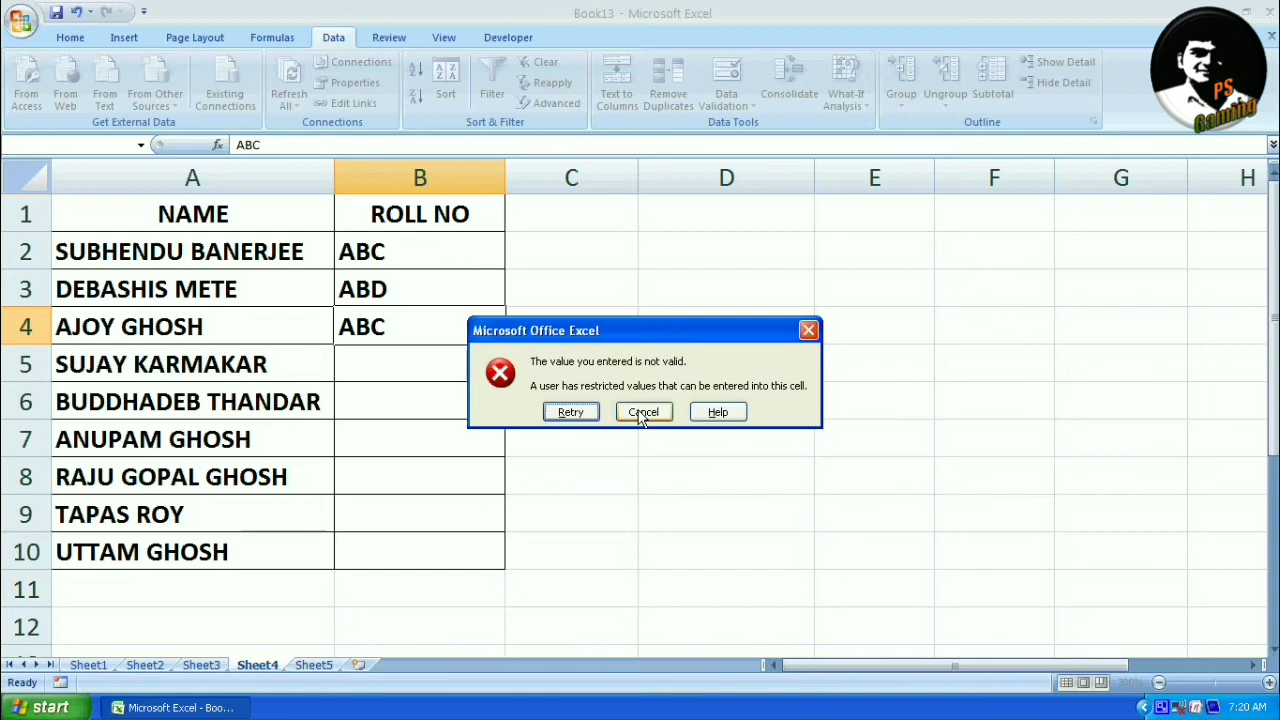 Book13 - Microsoft Excel
Home Insert Page Layout Formulas Data Review View Developer
From Access
From Web
From Text
From Other Sources
Existing Connections
Get External Data
Refresh All
Connections
Properties
Edit Links
Connections
Sort
Filter
Clear
Reapply
Advanced
Sort & Filter
Text to Columns
Remove Duplicates
Data Validation
Consolidate
What-If Analysis
Data Tools
Group
Ungroup
Subtotal
Show Detail
Hide Detail
Outline
PS
Gaming
fx ABC
A B C D E F G H
1 NAME ROLL NO
2 SUBHENDU BANERJEE ABC
3 DEBASHIS METE ABD
4 AJOY GHOSH ABC
5 SUJAY KARMAKAR
6 BUDDHADEB THANDAR
7 ANUPAM GHOSH
8 RAJU GOPAL GHOSH
9 TAPAS ROY
10 UTTAM GHOSH
11
12
Microsoft Office Excel
The value you entered is not valid.
A user has restricted values that can be entered into this cell.
Retry Cancel Help
Sheet1 Sheet2 Sheet3 Sheet4 Sheet5
Ready 200%
start Microsoft Excel - Boo... 7:20 AM